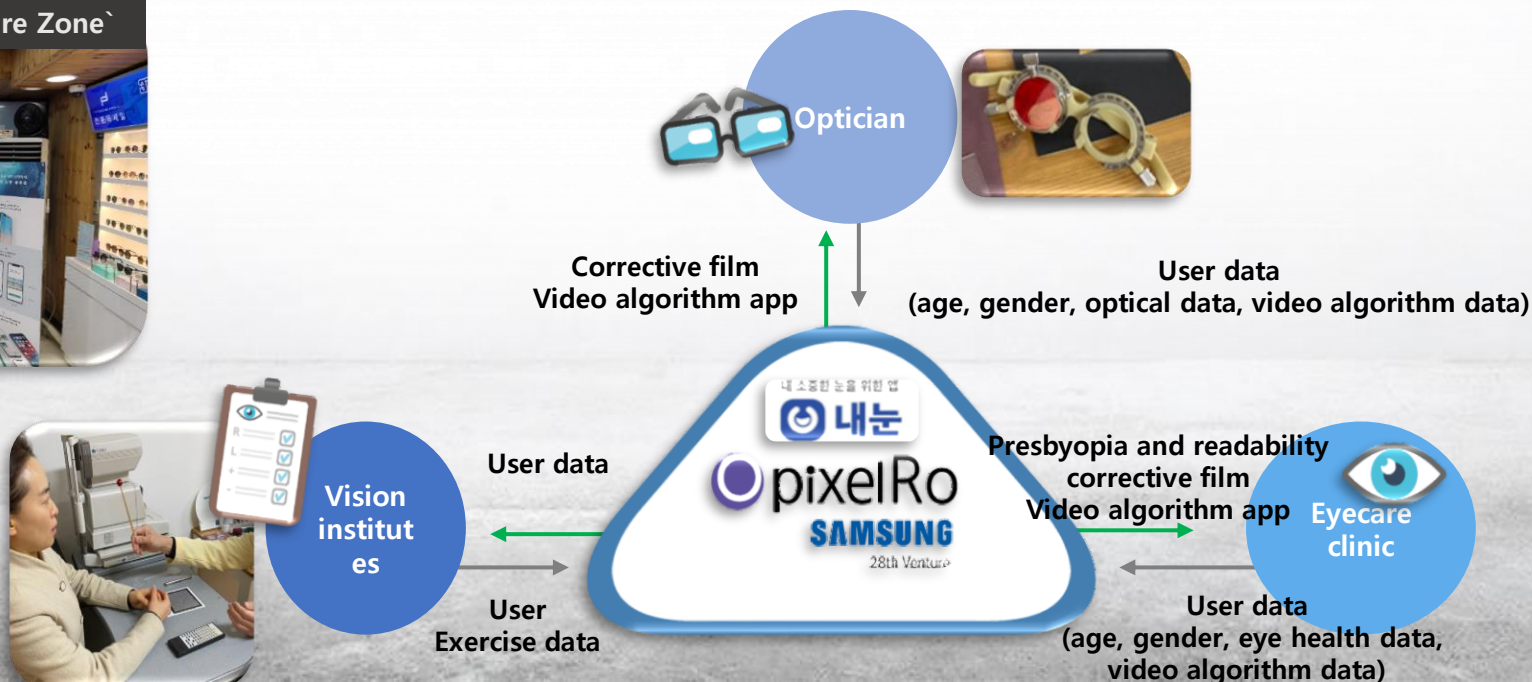 re Zone`
Optician
Corrective film
Video algorithm app
User data
(age, gender, optical data, video algorithm data)
내 소중한 눈을 위한 앱
내눈
pixelRo
SAMSUNG
28th Venture
Vision
institut
es
User data
User
Exercise data
Presbyopia and readability
corrective film
Video algorithm app
Eyecare
clinic
User data
(age, gender, eye health data,
video algorithm data)
R
L
+
-